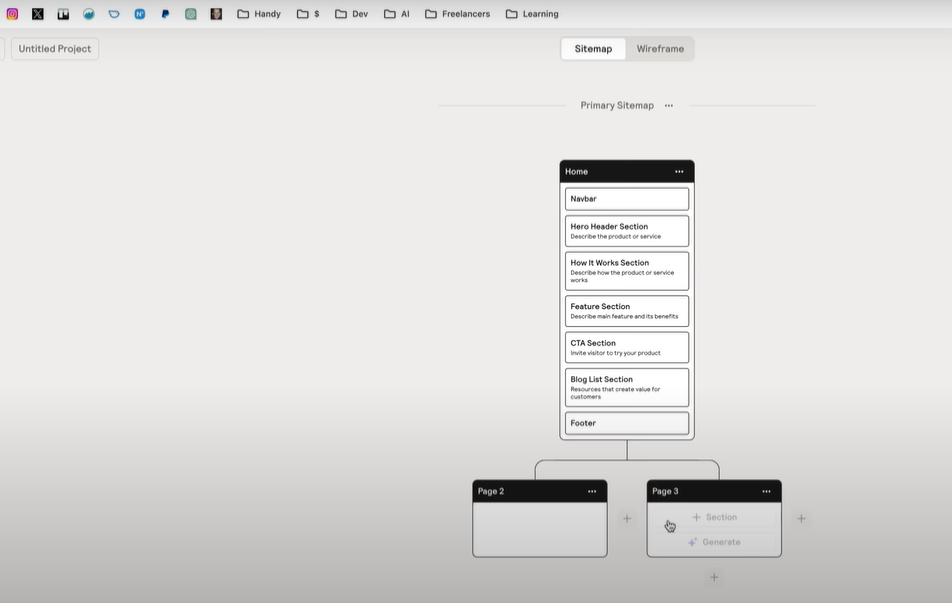 Handy
$
Dev
AI
Freelancers
Learning
Untitled Project
Sitemap
Wireframe
Primary Sitemap
Home
Navbar
Hero Header Section
Describe the product or service
How It Works Section
Describe how the product or service
works
Feature Section
Describe main feature and its benefits
CTA Section
Invite visitor to try your product
Blog List Section
Resources that create value for
customers
Footer
Page 2
Page 3
+ Section
Generate